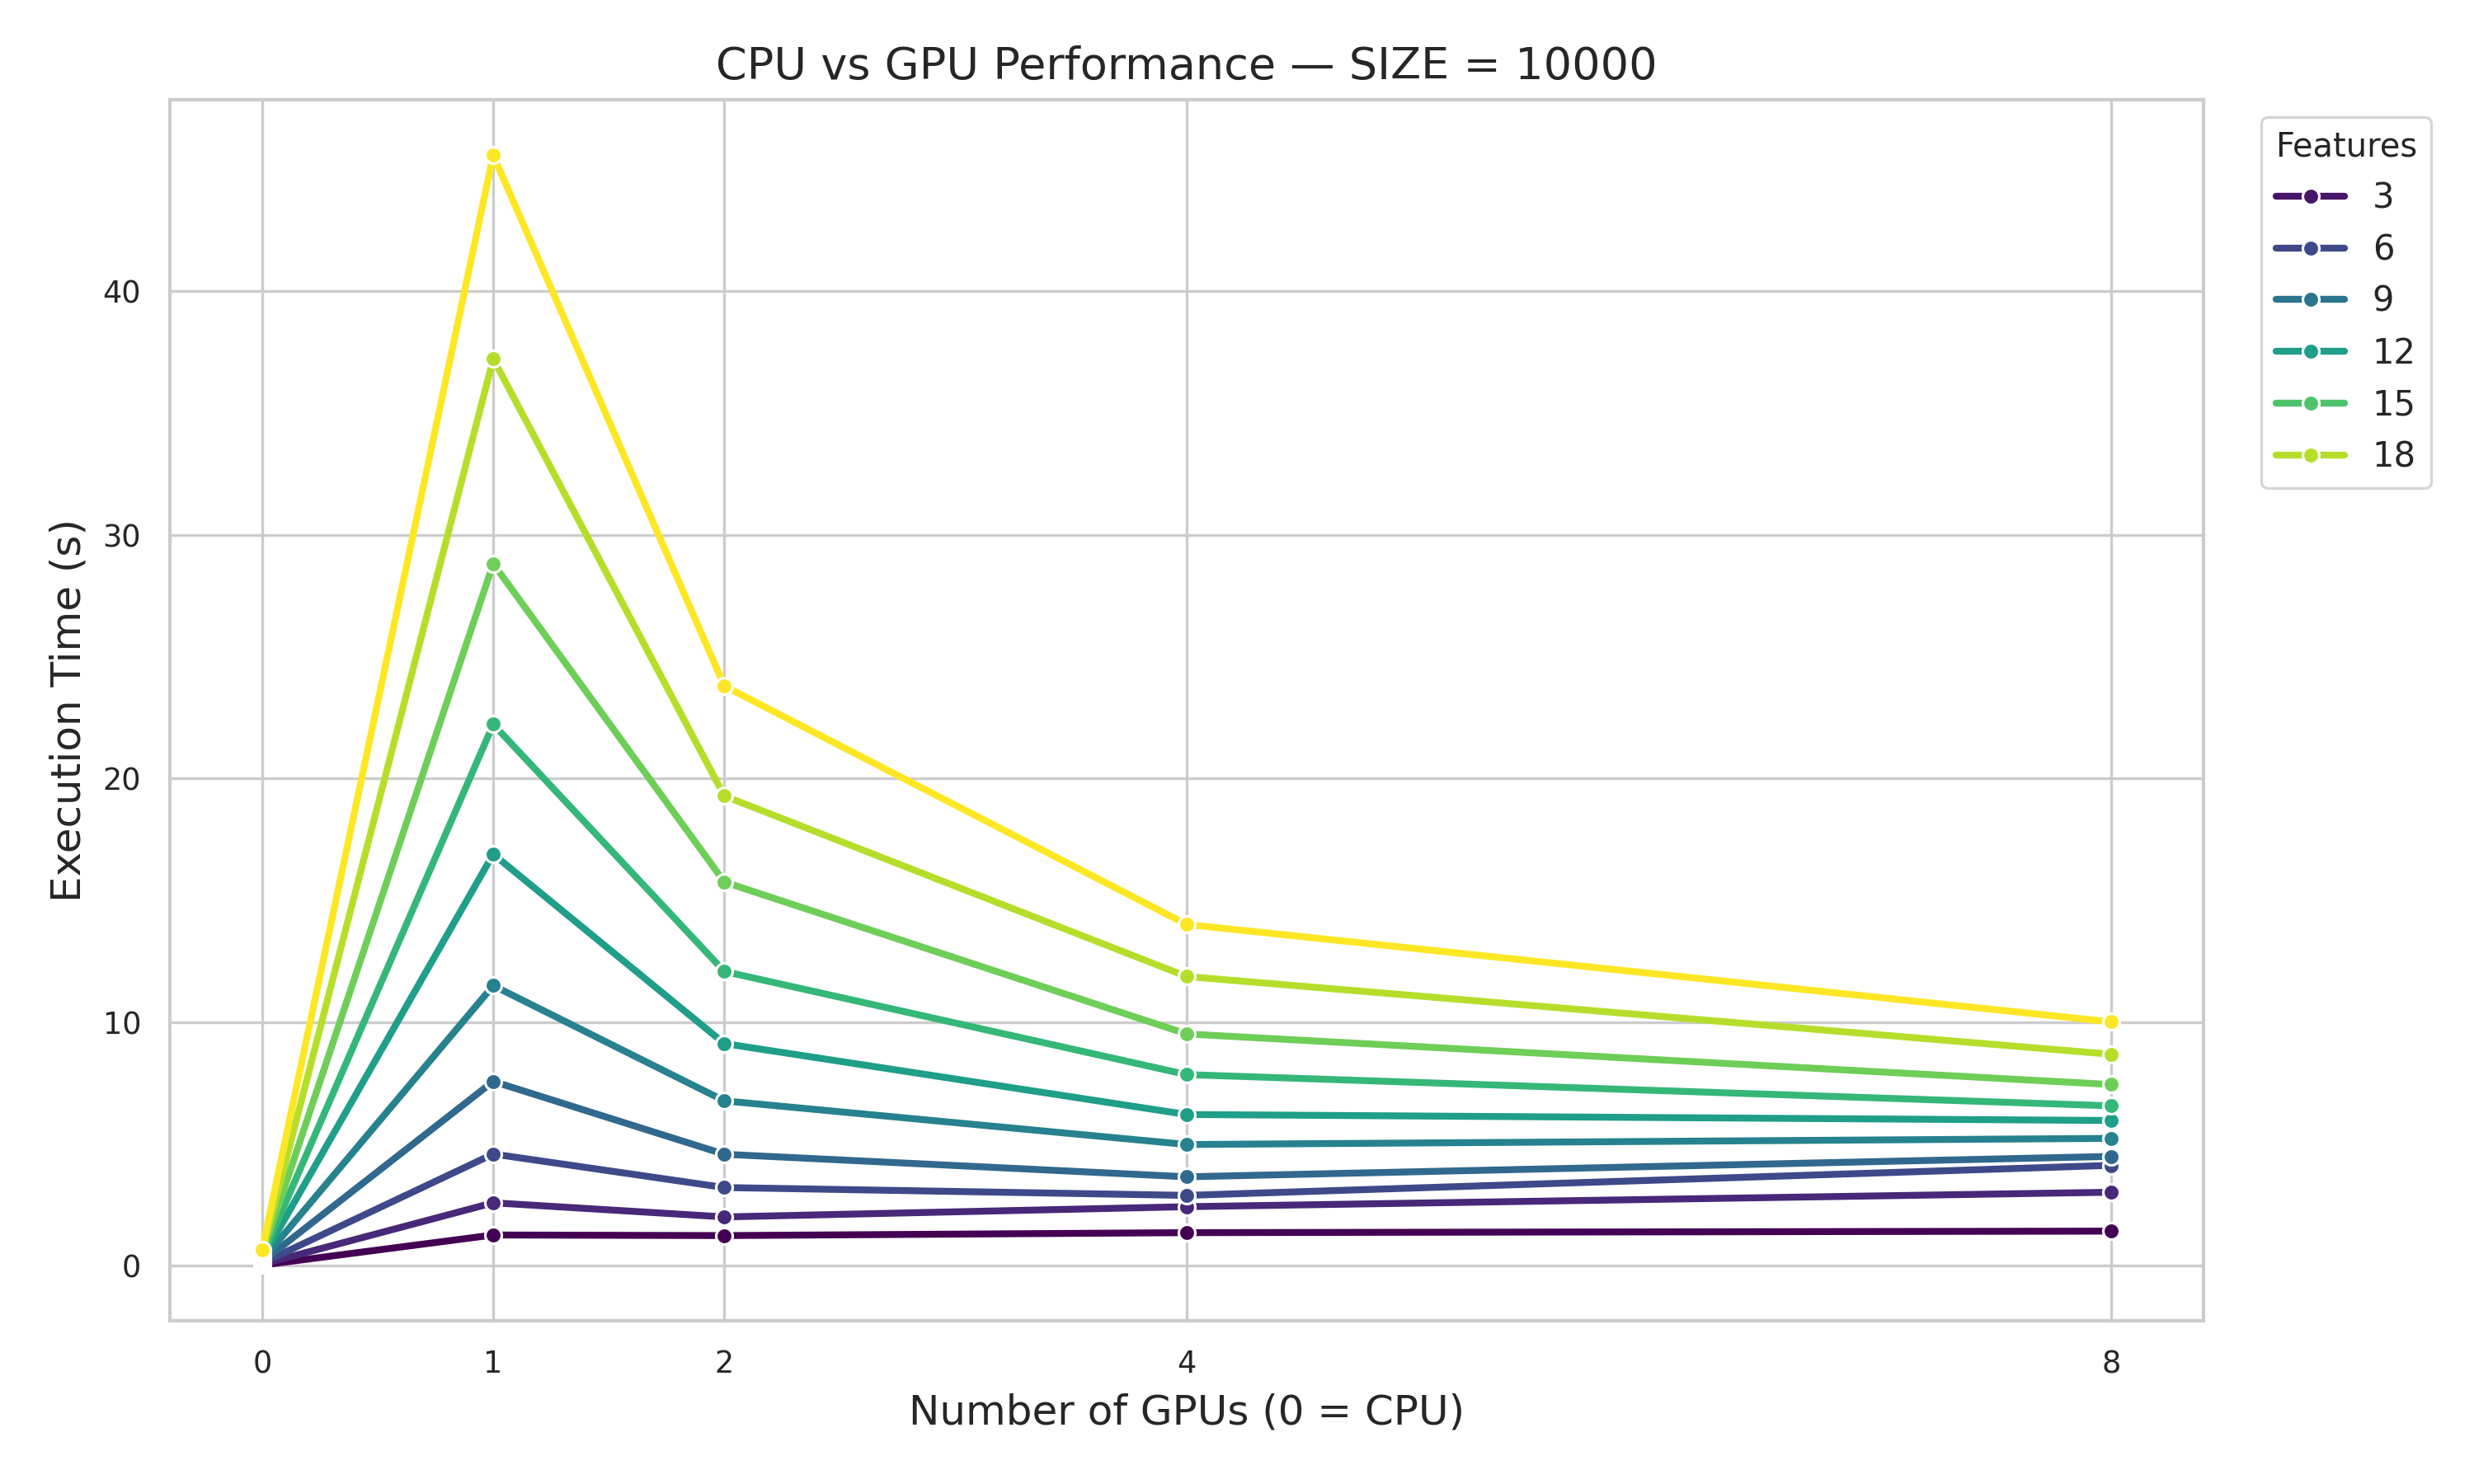 CPU vs GPU Performance — SIZE = 10000
Features
3
6
9
12
15
18
Execution Time (s)
40
30
20
10
0
0 1 2 4 8
Number of GPUs (0 = CPU)